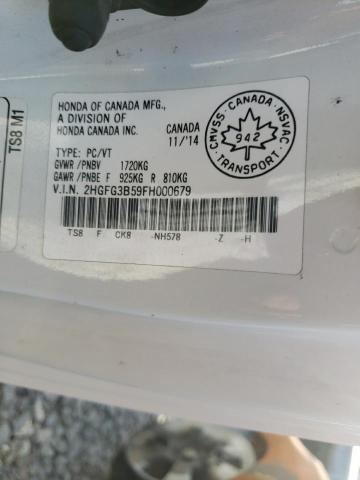 HONDA OF CANADA MFG.,
A DIVISION OF
HONDA CANADA INC.
CANADA
11/'14
TYPE: PC/VT
GVWR /PNBV 1720KG
GAWR /PNBE F 925KG R 810KG
V.I.N. 2HGFG3B59FH000679
TS8 F CK8 -NH578 -Z -H
CMVSS·CANADA·NSVAC
942
·TRANSPORT·
TS8 M1